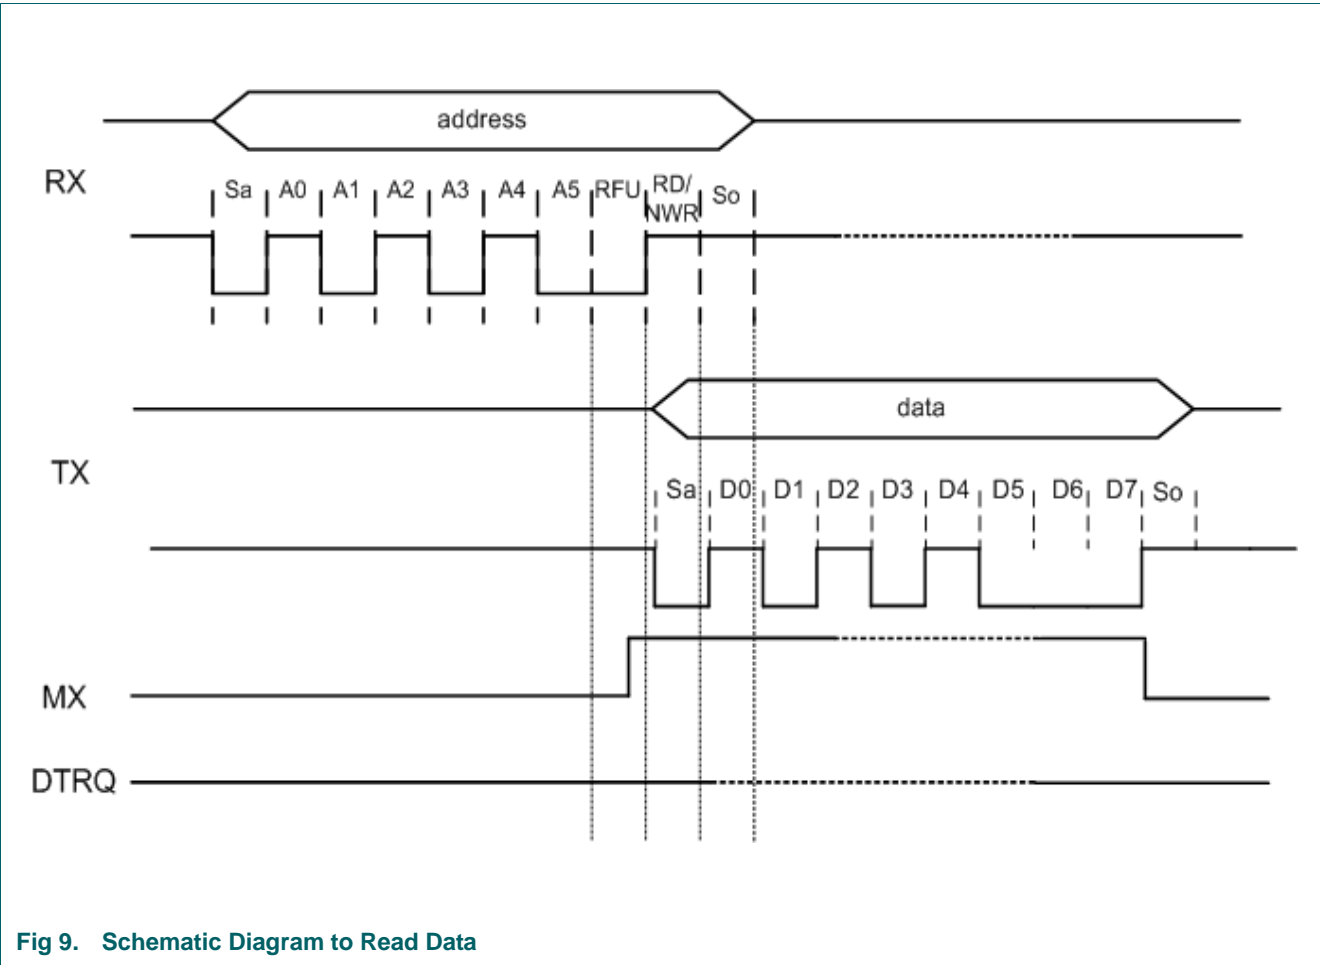 address
RX
Sa A0 A1 A2 A3 A4 A5 RFU RD/ NWR So
data
TX
Sa D0 D1 D2 D3 D4 D5 D6 D7 So
MX
DTRQ
Fig 9. Schematic Diagram to Read Data